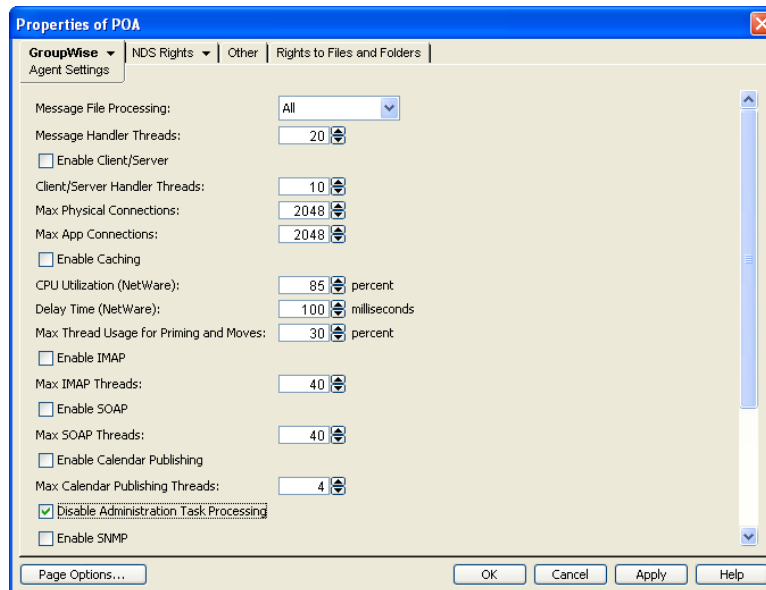 Properties of POA
GroupWise NDS Rights Other Rights to Files and Folders
Agent Settings
Message File Processing: All
Message Handler Threads: 20
Enable Client/Server
Client/Server Handler Threads: 10
Max Physical Connections: 2048
Max App Connections: 2048
Enable Caching
CPU Utilization (NetWare): 85 percent
Delay Time (NetWare): 100 milliseconds
Max Thread Usage for Priming and Moves: 30 percent
Enable IMAP
Max IMAP Threads: 40
Enable SOAP
Max SOAP Threads: 40
Enable Calendar Publishing
Max Calendar Publishing Threads: 4
Disable Administration Task Processing
Enable SNMP
Page Options... OK Cancel Apply Help